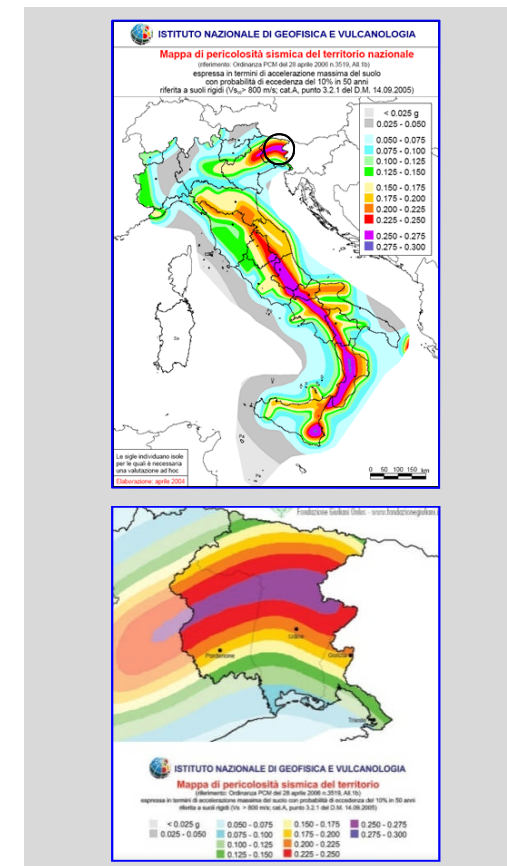 ISTITUTO NAZIONALE DI GEOFISICA E VULCANOLOGIA
Mappa di pericolosità sismica del territorio nazionale
(riferimento: Ordinanza PCM del 28 aprile 2006 n.3519, All.1b)
espressa in termini di accelerazione massima del suolo
con probabilità di eccedenza del 10% in 50 anni
riferita a suoli rigidi (Vs₃₀> 800 m/s; cat.A, punto 3.2.1 del D.M. 14.09.2005)
< 0.025 g
0.025 - 0.050
0.050 - 0.075
0.075 - 0.100
0.100 - 0.125
0.125 - 0.150
0.150 - 0.175
0.175 - 0.200
0.200 - 0.225
0.225 - 0.250
0.250 - 0.275
0.275 - 0.300
Le sigle individuano isole
per le quali è necessaria
una valutazione ad hoc
Elaborazione: aprile 2004
0 50 100 150 km
Udine
Pordenone
Gorizia
Trieste
ISTITUTO NAZIONALE DI GEOFISICA E VULCANOLOGIA
Mappa di pericolosità sismica del territorio
(riferimento: Ordinanza PCM del 28 aprile 2006 n.3519, All.1b)
espressa in termini di accelerazione massima del suolo con probabilità di eccedenza del 10% in 50 anni
riferita a suoli rigidi (Vs > 800 m/s; cat.A, punto 3.2.1 del D.M. 14.09.2005)
< 0.025 g 0.050 - 0.075 0.150 - 0.175 0.250 - 0.275
0.025 - 0.050 0.075 - 0.100 0.175 - 0.200 0.275 - 0.300
0.100 - 0.125 0.200 - 0.225
0.125 - 0.150 0.225 - 0.250